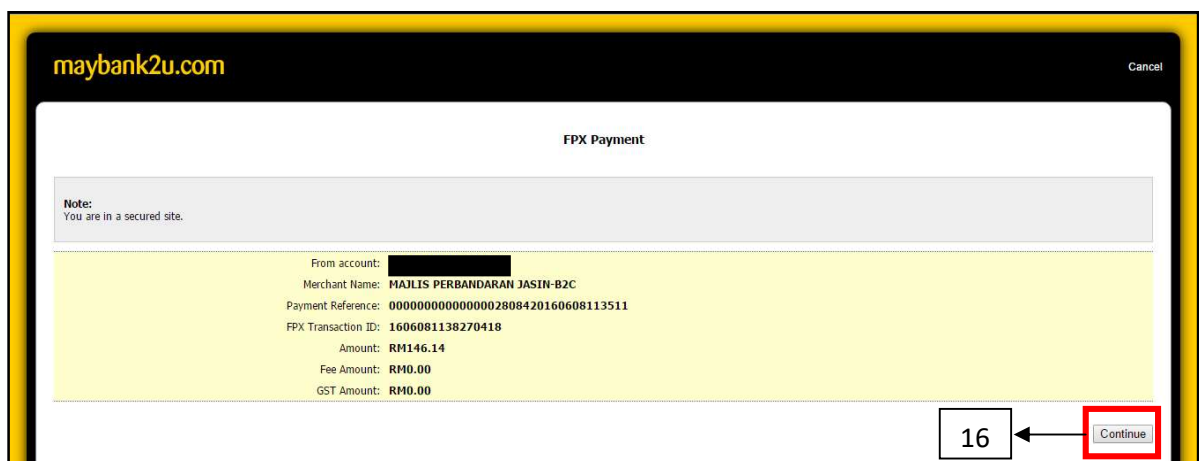 maybank2u.com
Cancel
FPX Payment
Note:
You are in a secured site.
From account:
Merchant Name: MAJLIS PERBANDARAN JASIN-B2C
Payment Reference: 000000000000000280842016060811​3511
FPX Transaction ID: 1606081138270418
Amount: RM146.14
Fee Amount: RM0.00
GST Amount: RM0.00
16
Continue